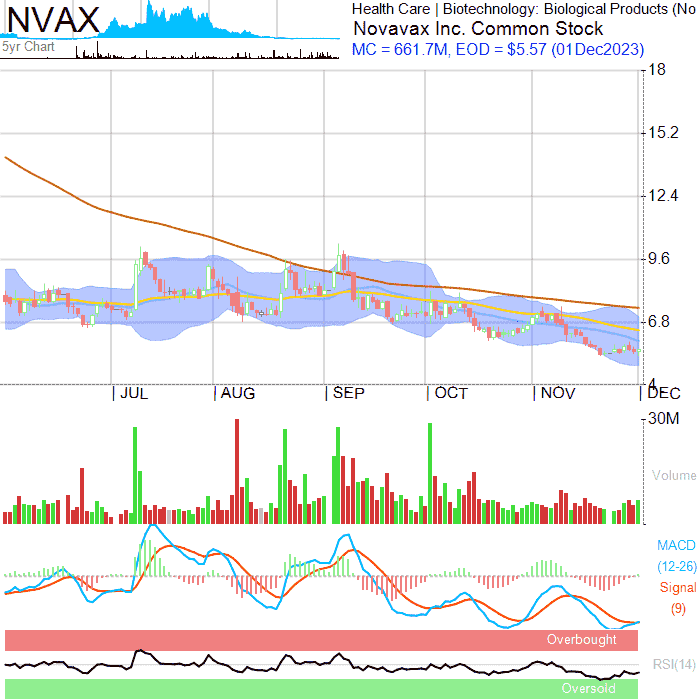 NVAX
5yr Chart
Health Care | Biotechnology: Biological Products (No
Novavax Inc. Common Stock
MC = 661.7M, EOD = $5.57 (01Dec2023)
18
15.2
12.4
9.6
6.8
4
JUL
AUG
SEP
OCT
NOV
DEC
30M
Volume
MACD
(12-26)
Signal
(9)
Overbought
RSI(14)
Oversold